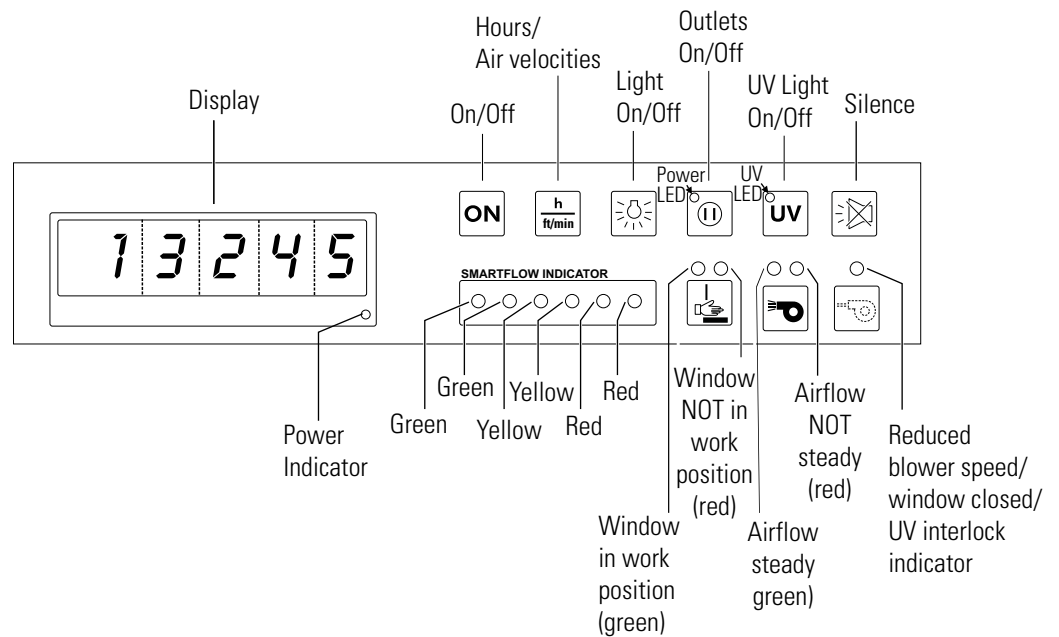 Hours/
Air velocities
Outlets
On/Off
Display
On/Off
Light
On/Off
UV Light
On/Off
Silence
Power
LED
UV
LED
ON
h
ft/min
UV
13245
SMARTFLOW INDICATOR
Green
Green
Yellow
Yellow
Red
Red
Power
Indicator
Window
NOT in
work
position
(red)
Airflow
NOT
steady
(red)
Reduced
blower speed/
window closed/
UV interlock
indicator
Window
in work
position
(green)
Airflow
steady
green)